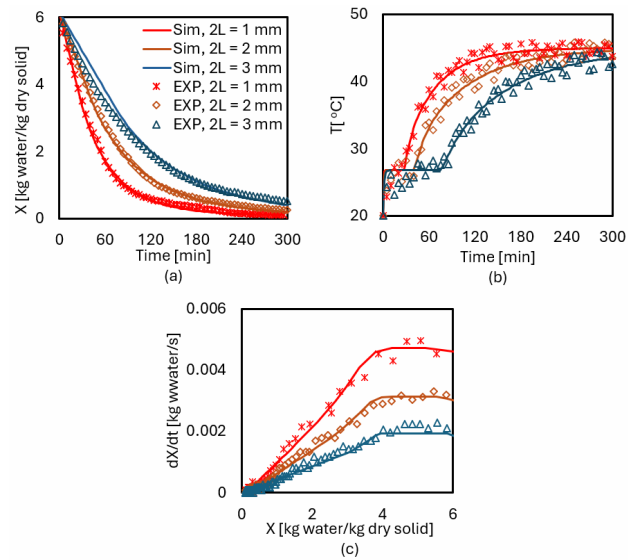 6
4
2
0
X [kg water/kg dry solid]
Sim, 2L = 1 mm
Sim, 2L = 2 mm
Sim, 2L = 3 mm
EXP, 2L = 1 mm
EXP, 2L = 2 mm
EXP, 2L = 3 mm
0 60 120 180 240 300
Time [min]
(a)
50
40
30
20
T[ °C]
0 60 120 180 240 300
Time [min]
(b)
0.006
0.004
0.002
0
dX/dt [kg wwater/s]
0 2 4 6
X [kg water/kg dry solid]
(c)